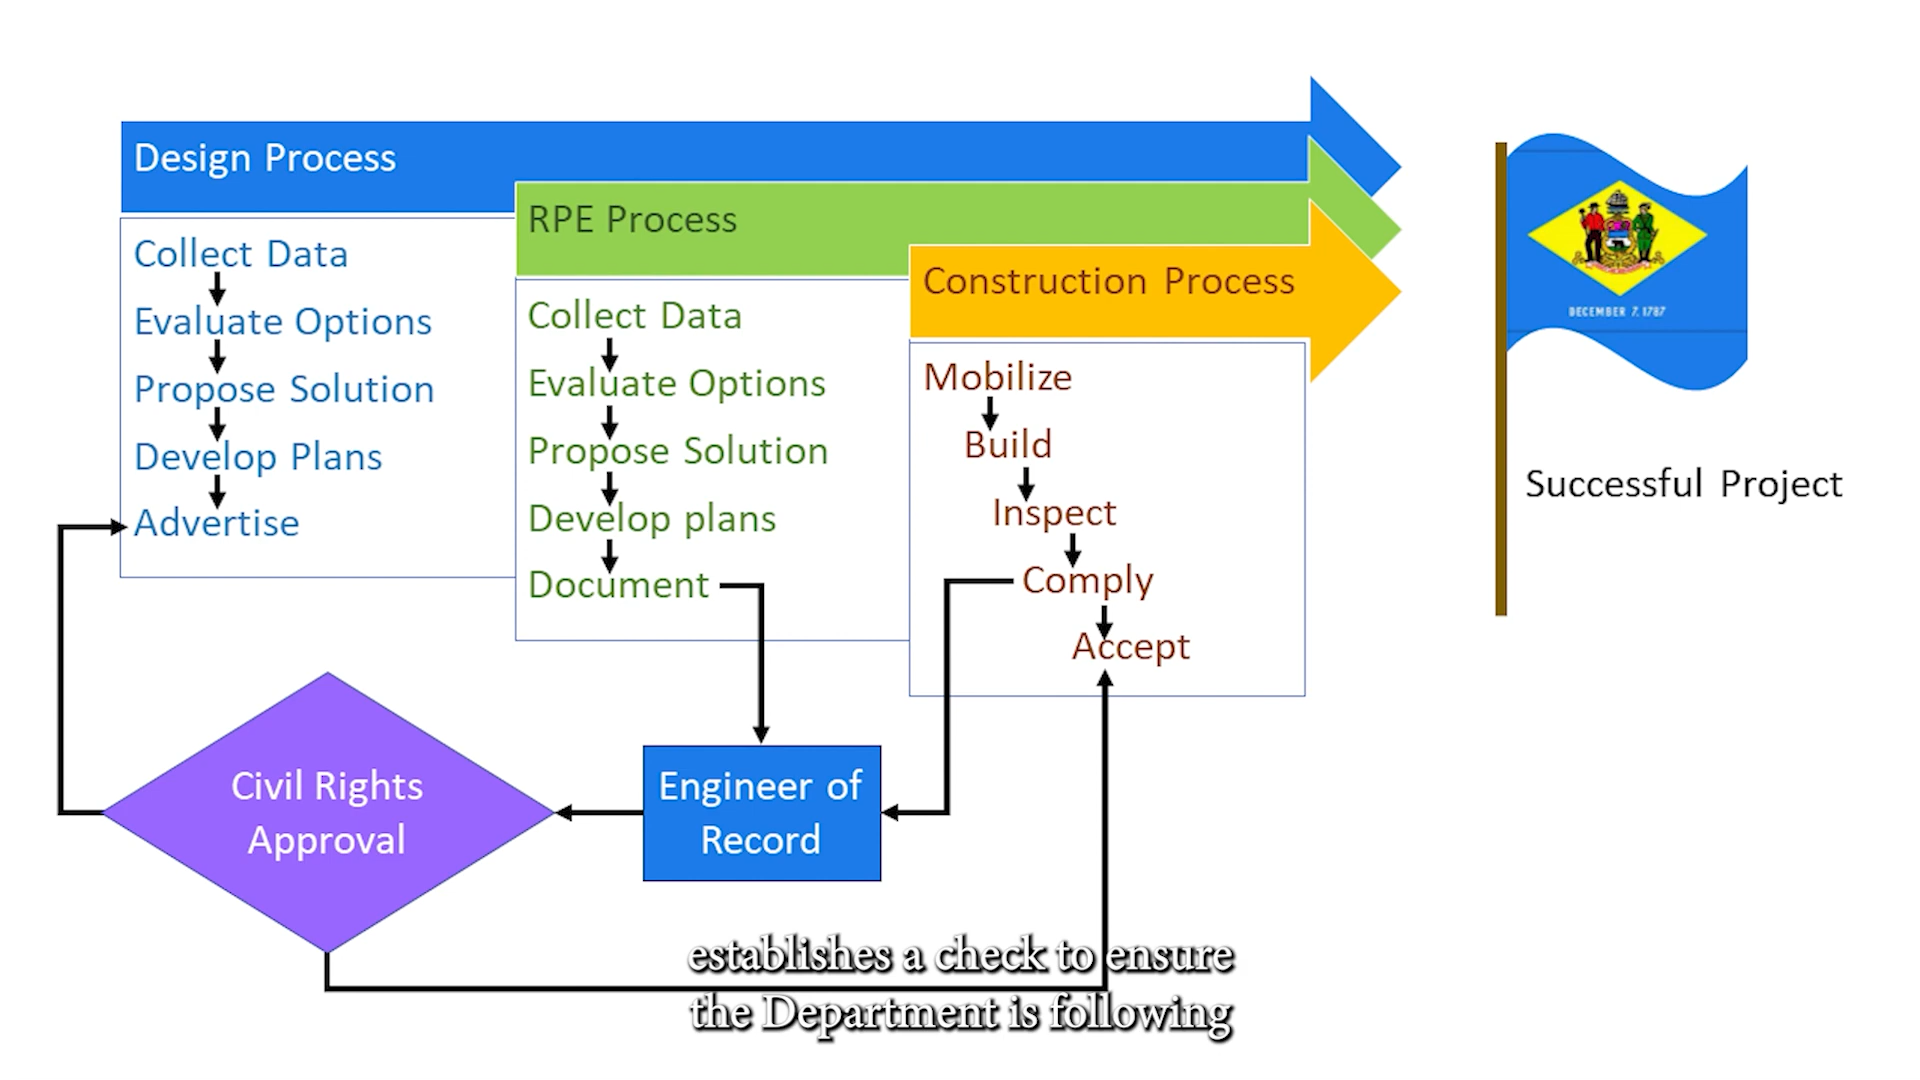 Design Process
Collect Data
Evaluate Options
Propose Solution
Develop Plans
Advertise
RPE Process
Collect Data
Evaluate Options
Propose Solution
Develop plans
Document
Construction Process
Mobilize
Build
Inspect
Comply
Accept
DECEMBER 7, 1787
Successful Project
Civil Rights
Approval
Engineer of
Record
establishes a check to ensure
the Department is following